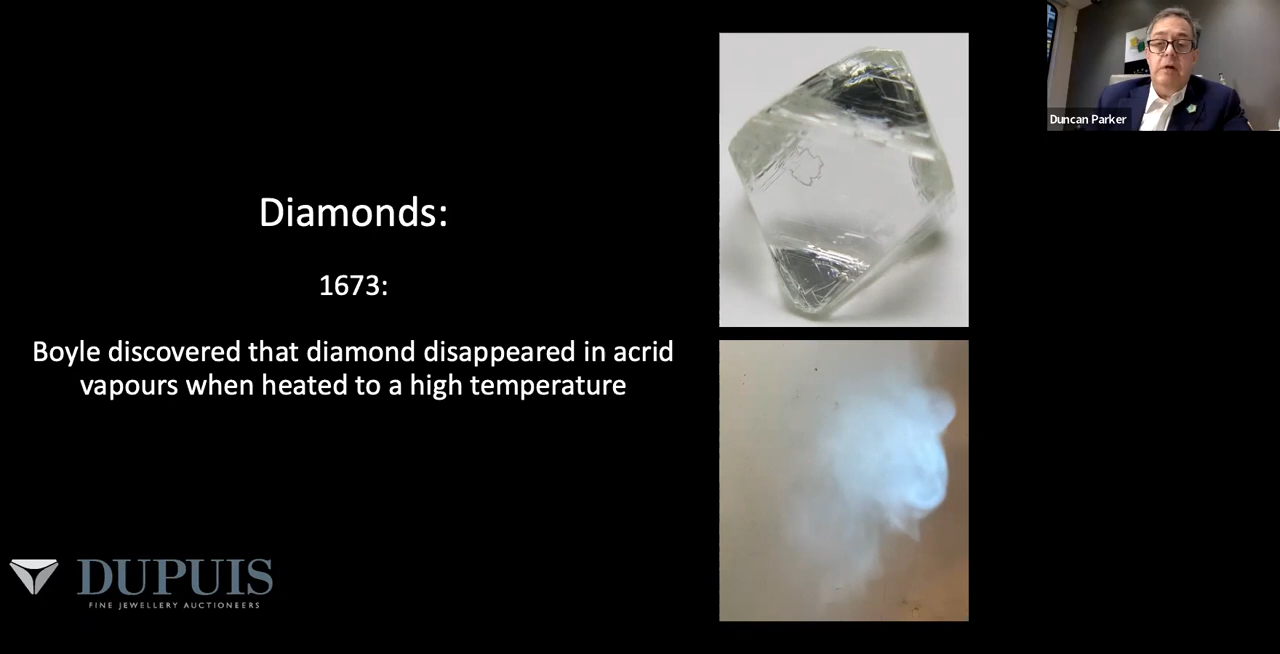 Diamonds:
1673:
Boyle discovered that diamond disappeared in acrid
vapours when heated to a high temperature
DUPUIS
FINE JEWELLERY AUCTIONEERS
Duncan Parker